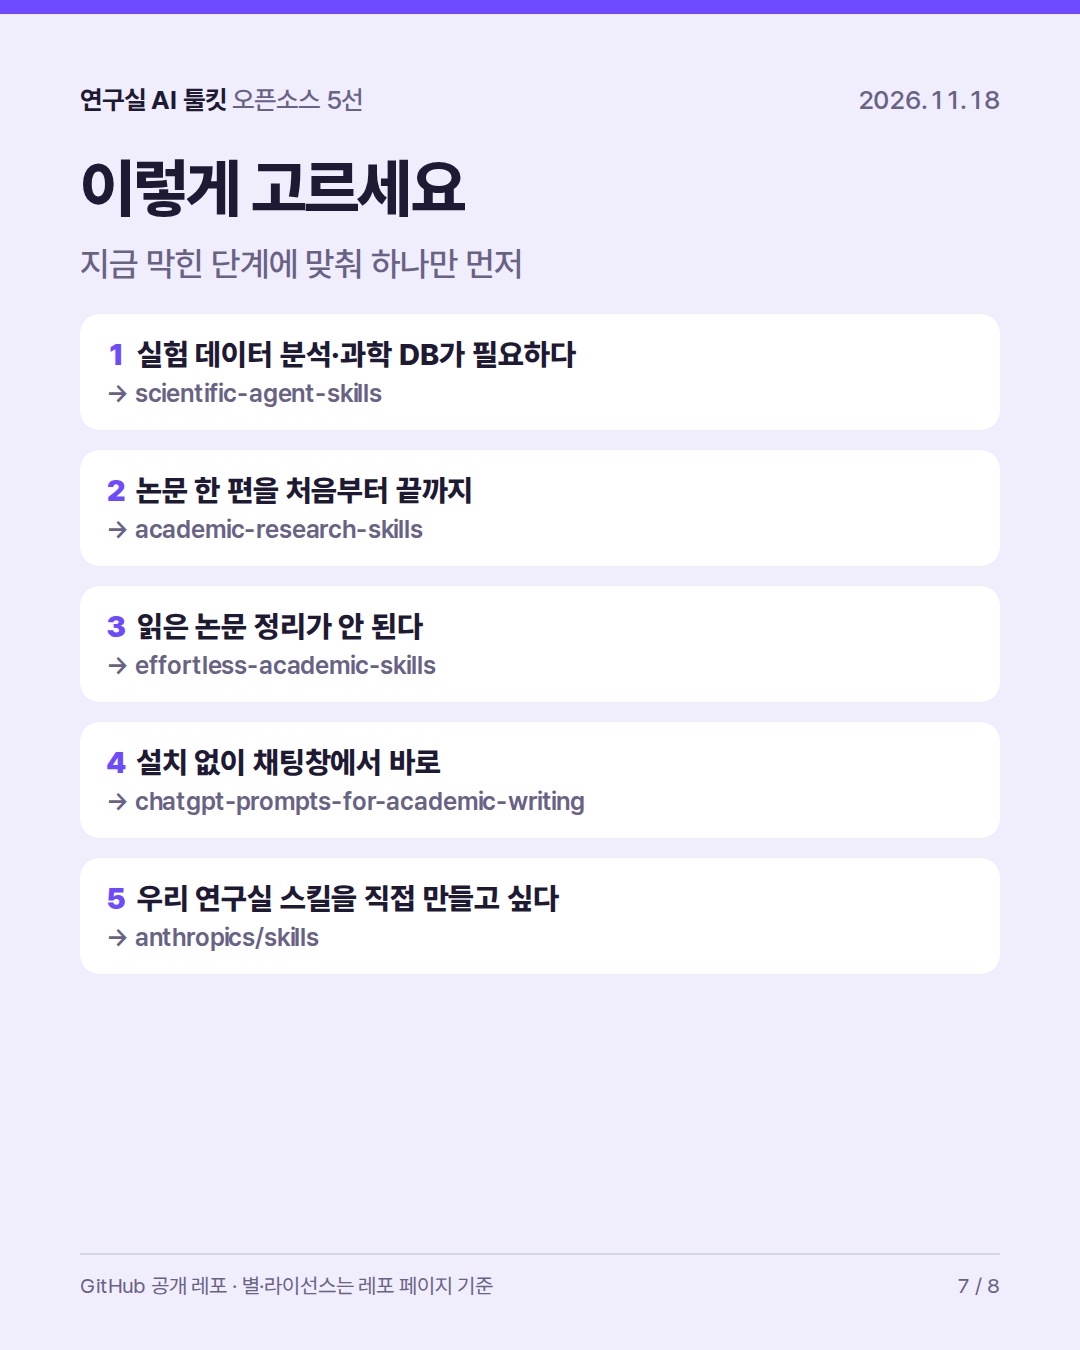 연구실 AI 툴킷 오픈소스 5선
2026.11.18
이렇게 고르세요
지금 막힌 단계에 맞춰 하나만 먼저
1 실험 데이터 분석·과학 DB가 필요하다
→ scientific-agent-skills
2 논문 한 편을 처음부터 끝까지
→ academic-research-skills
3 읽은 논문 정리가 안 된다
→ effortless-academic-skills
4 설치 없이 채팅창에서 바로
→ chatgpt-prompts-for-academic-writing
5 우리 연구실 스킬을 직접 만들고 싶다
→ anthropics/skills
GitHub 공개 레포 · 별·라이선스는 레포 페이지 기준
7 / 8